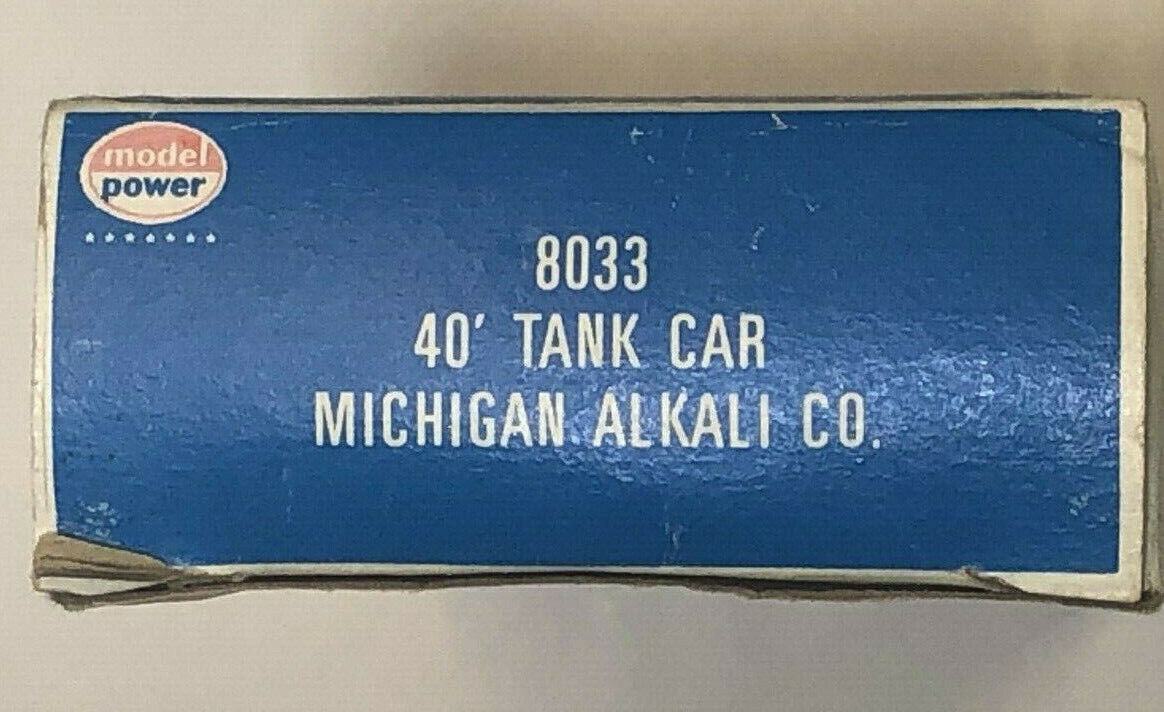 model
power
8033
40' TANK CAR
MICHIGAN ALKALI CO.